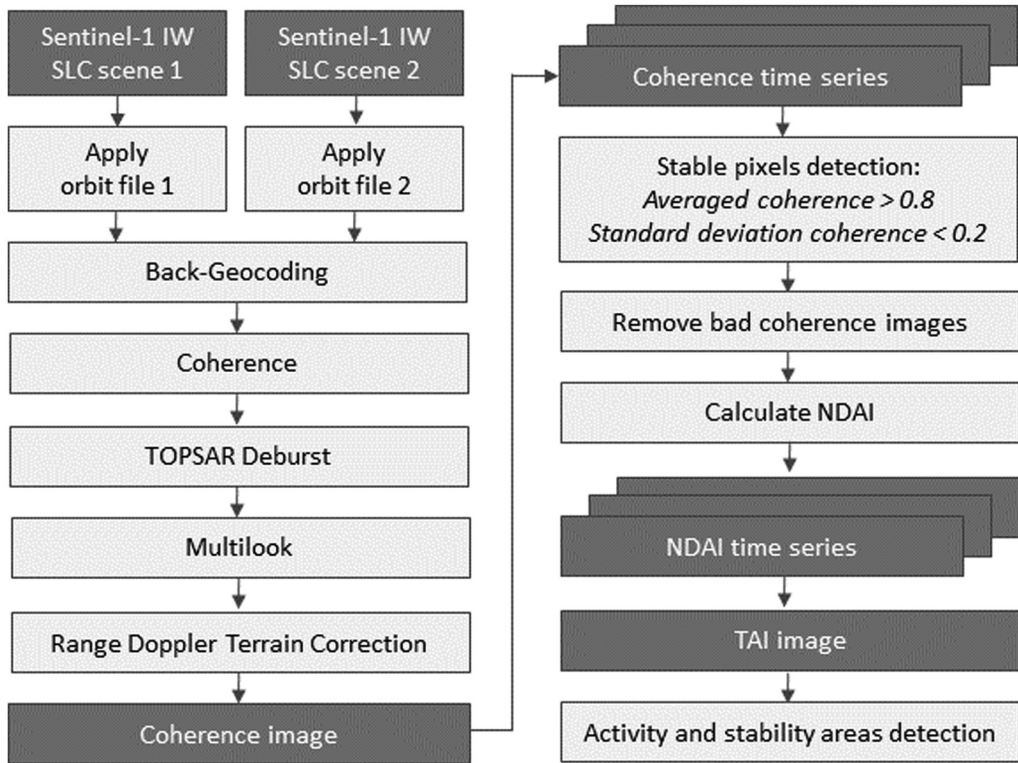 Sentinel-1 IW
SLC scene 1
Sentinel-1 IW
SLC scene 2
Apply
orbit file 1
Apply
orbit file 2
Back-Geocoding
Coherence
TOPSAR Deburst
Multilook
Range Doppler Terrain Correction
Coherence image
Coherence time series
Stable pixels detection:
Averaged coherence > 0.8
Standard deviation coherence < 0.2
Remove bad coherence images
Calculate NDAI
NDAI time series
TAI image
Activity and stability areas detection